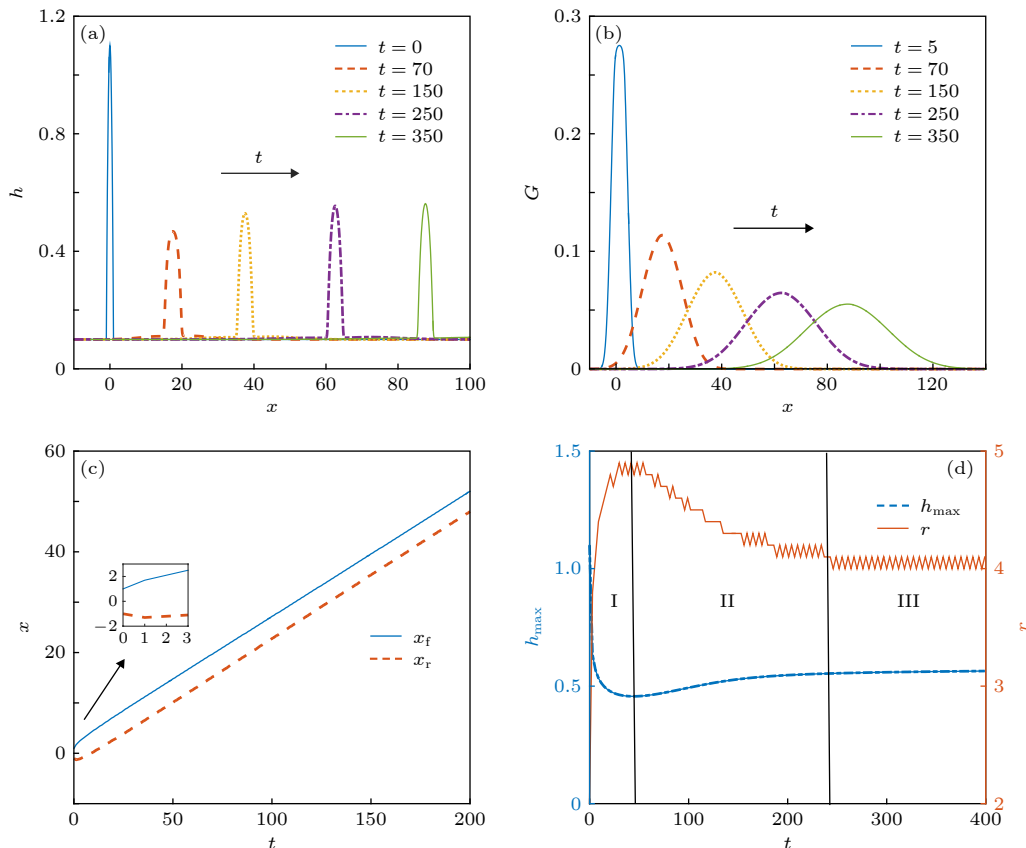 (a)
h
1.2
0.8
0.4
0
0
20
40
60
80
100
x
t = 0
t = 70
t = 150
t = 250
t = 350
t
(b)
G
0.3
0.2
0.1
0
0
40
80
120
x
t = 5
t = 70
t = 150
t = 250
t = 350
t
(c)
x
60
40
20
0
0
50
100
150
200
t
2
0
−2
0 1 2 3
x_f
x_r
(d)
h_max
1.5
1.0
0.5
0
0
100
200
300
400
t
5
4
3
2
r
h_max
r
I
II
III